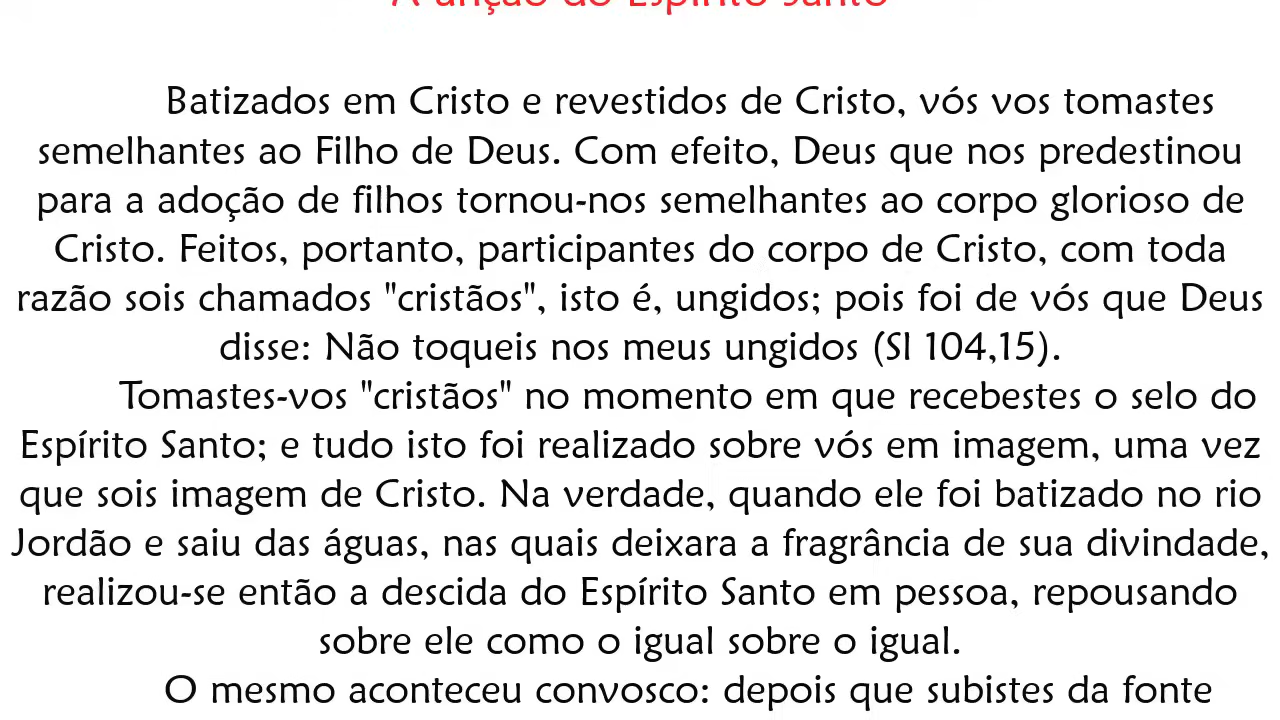 A unção do Espírito Santo
Batizados em Cristo e revestidos de Cristo, vós vos tomastes
semelhantes ao Filho de Deus. Com efeito, Deus que nos predestinou
para a adoção de filhos tornou-nos semelhantes ao corpo glorioso de
Cristo. Feitos, portanto, participantes do corpo de Cristo, com toda
razão sois chamados "cristãos", isto é, ungidos; pois foi de vós que Deus
disse: Não toqueis nos meus ungidos (Sl 104,15).
Tomastes-vos "cristãos" no momento em que recebestes o selo do
Espírito Santo; e tudo isto foi realizado sobre vós em imagem, uma vez
que sois imagem de Cristo. Na verdade, quando ele foi batizado no rio
Jordão e saiu das águas, nas quais deixara a fragrância de sua divindade,
realizou-se então a descida do Espírito Santo em pessoa, repousando
sobre ele como o igual sobre o igual.
O mesmo aconteceu convosco: depois que subistes da fonte